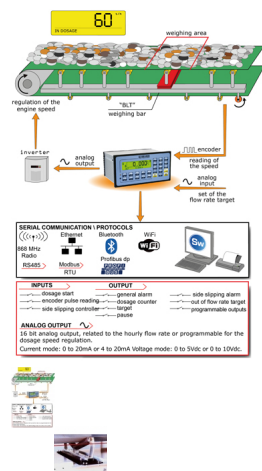 60
IN DOSAGE
weighing area
regulation of the
engine speed
"BLT"
weighing bar
inverter
analog
output
0.000
encoder
reading of
the speed
analog
input
set of the
flow rate target
SERIAL COMMUNICATION \ PROTOCOLS
868 MHz
Radio
Ethernet
Bluetooth
WiFi
WiFi
RS485
Modbus
RTU
Profibus dp
Sw
INPUTS
dosage start
encoder pulse reading
side slipping controller
OUTPUT
general alarm
dosage counter
target
pause
side slipping alarm
out of flow rate target
programmable outputs
ANALOG OUTPUT
16 bit analog output, related to the hourly flow rate or programmable for the
dosage speed regulation.
Current mode: 0 to 20mA or 4 to 20mA Voltage mode: 0 to 5Vdc or 0 to 10Vdc.